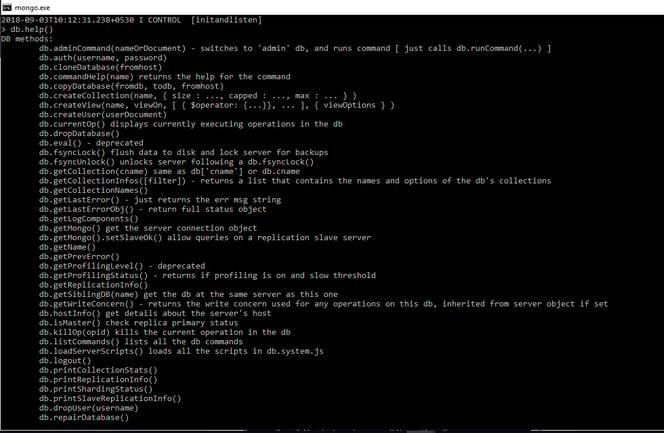 mongo.exe
2018-09-03T10:12:31.238+0530 I CONTROL  [initandlisten]
> db.help()
DB methods:
        db.adminCommand(nameOrDocument) - switches to 'admin' db, and runs command [ just calls db.runCommand(...) ]
        db.auth(username, password)
        db.cloneDatabase(fromhost)
        db.commandHelp(name) returns the help for the command
        db.copyDatabase(fromdb, todb, fromhost)
        db.createCollection(name, { size : ..., capped : ..., max : ... } )
        db.createView(name, viewOn, [ { $operator: {...}}, ... ], { viewOptions } )
        db.createUser(userDocument)
        db.currentOp() displays currently executing operations in the db
        db.dropDatabase()
        db.eval() - deprecated
        db.fsyncLock() flush data to disk and lock server for backups
        db.fsyncUnlock() unlocks server following a db.fsyncLock()
        db.getCollection(cname) same as db['cname'] or db.cname
        db.getCollectionInfos([filter]) - returns a list that contains the names and options of the db's collections
        db.getCollectionNames()
        db.getLastError() - just returns the err msg string
        db.getLastErrorObj() - return full status object
        db.getLogComponents()
        db.getMongo() get the server connection object
        db.getMongo().setSlaveOk() allow queries on a replication slave server
        db.getName()
        db.getPrevError()
        db.getProfilingLevel() - deprecated
        db.getProfilingStatus() - returns if profiling is on and slow threshold
        db.getReplicationInfo()
        db.getSiblingDB(name) get the db at the same server as this one
        db.getWriteConcern() - returns the write concern used for any operations on this db, inherited from server object if set
        db.hostInfo() get details about the server's host
        db.isMaster() check replica primary status
        db.killOp(opid) kills the current operation in the db
        db.listCommands() lists all the db commands
        db.loadServerScripts() loads all the scripts in db.system.js
        db.logout()
        db.printCollectionStats()
        db.printReplicationInfo()
        db.printShardingStatus()
        db.printSlaveReplicationInfo()
        db.dropUser(username)
        db.repairDatabase()